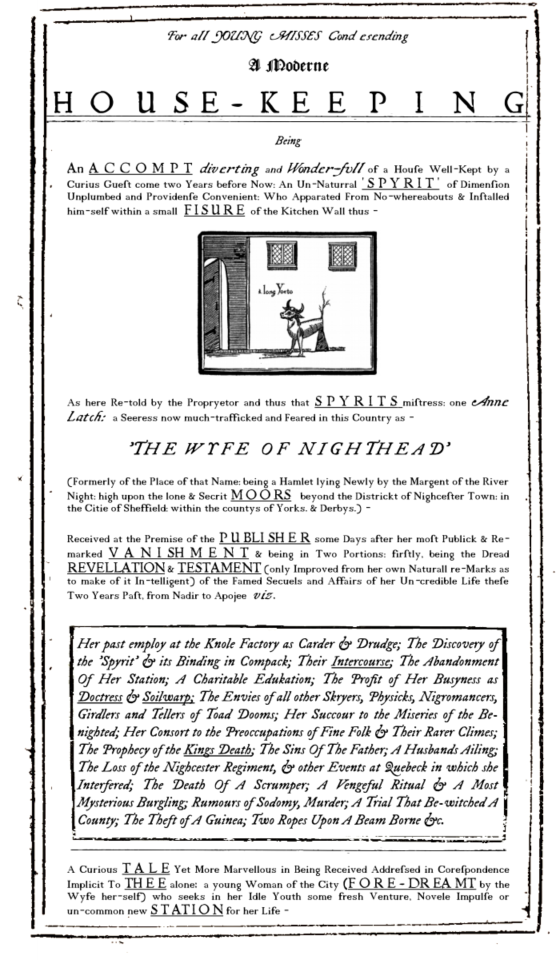 For all YOUNG MISSES Condesending
A Moderne
HOUSE-KEEPING
Being
An ACCOMPT diverting and Wonder-full of a Houfe Well-Kept by a
Curius Gueft come two Years before Now: An Un-Naturral 'SPYRIT' of Dimenfion
Unplumbed and Providenfe Convenient: Who Apparated From No-whereabouts & Inftalled
him-self within a small FISURE of the Kitchen Wall thus -
As here Re-told by the Propryetor and thus that SPYRITS miftress: one Anne
Latch: a Seeress now much-trafficked and Feared in this Country as -
'THE WYFE OF NIGHTHEAD'
(Formerly of the Place of that Name: being a Hamlet lying Newly by the Margent of the River
Night: high upon the lone & Secrit MOORS beyond the Districkt of Nighcefter Town: in
the Citie of Sheffield: within the countys of Yorks. & Derbys.) -
Received at the Premise of the PUBLISHER some Days after her moft Publick & Re-
marked VANISHMENT & being in Two Portions: firftly, being the Dread
REVELLATION & TESTAMENT (only Improved from her own Naturall re-Marks as
to make of it In-telligent) of the Famed Secuels and Affairs of her Un-credible Life thefe
Two Years Paft, from Nadir to Apojee viz.
Her past employ at the Knole Factory as Carder & Drudge; The Discovery of
the 'Spyrit' & its Binding in Compack; Their Intercourse; The Abandonment
Of Her Station; A Charitable Edukation; The Profit of Her Busyness as
Doctress & Soilwarp; The Envies of all other Skryers, Physicks, Nigromancers,
Girdlers and Tellers of Toad Dooms; Her Succour to the Miseries of the Be-
nighted; Her Consort to the Preoccupations of Fine Folk & Their Rarer Climes;
The Prophecy of the Kings Death; The Sins Of The Father; A Husbands Ailing;
The Loss of the Nighcester Regiment, & other Events at Quebeck in which she
Interfered; The Death Of A Scrumper; A Vengeful Ritual & A Most
Mysterious Burgling; Rumours of Sodomy, Murder; A Trial That Be-witched A
County; The Theft of A Guinea; Two Ropes Upon A Beam Borne &c.
A Curious TALE Yet More Marvellous in Being Received Addrefsed in Corefpondence
Implicit To THEE alone: a young Woman of the City (FORE-DREAMT by the
Wyfe her-self) who seeks in her Idle Youth some fresh Venture, Novele Impulfe or
un-common new STATION for her Life -